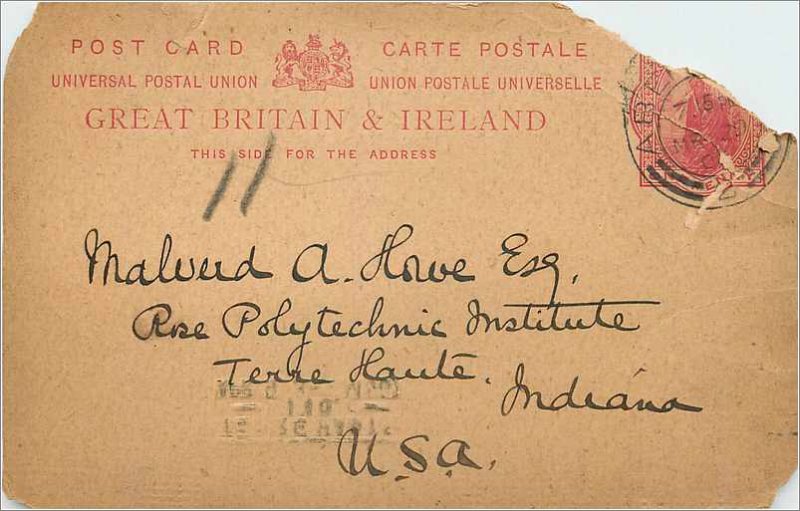 POST CARD CARTE POSTALE
UNIVERSAL POSTAL UNION UNION POSTALE UNIVERSELLE
GREAT BRITAIN & IRELAND
THIS SIDE FOR THE ADDRESS
11
Malverd A. Howe Esq.
Rose Polytechnic Institute
Terre Haute.
Indiana
U.S.A.